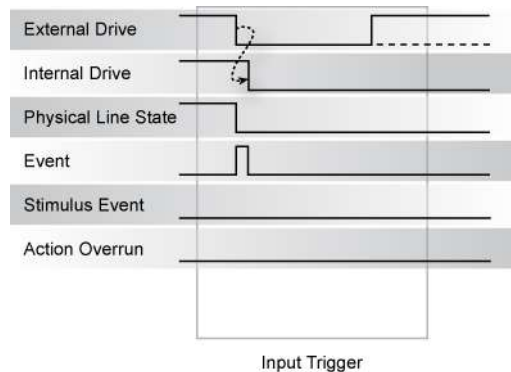 External Drive
Internal Drive
Physical Line State
Event
Stimulus Event
Action Overrun
Input Trigger